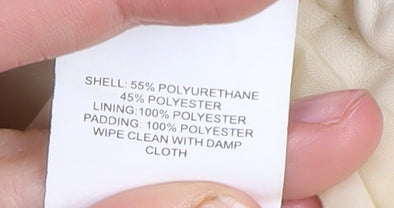 SHELL: 55% POLYURETHANE
45% POLYESTER
LINING:100% POLYESTER
PADDING: 100% POLYESTER
WIPE CLEAN WITH DAMP
CLOTH